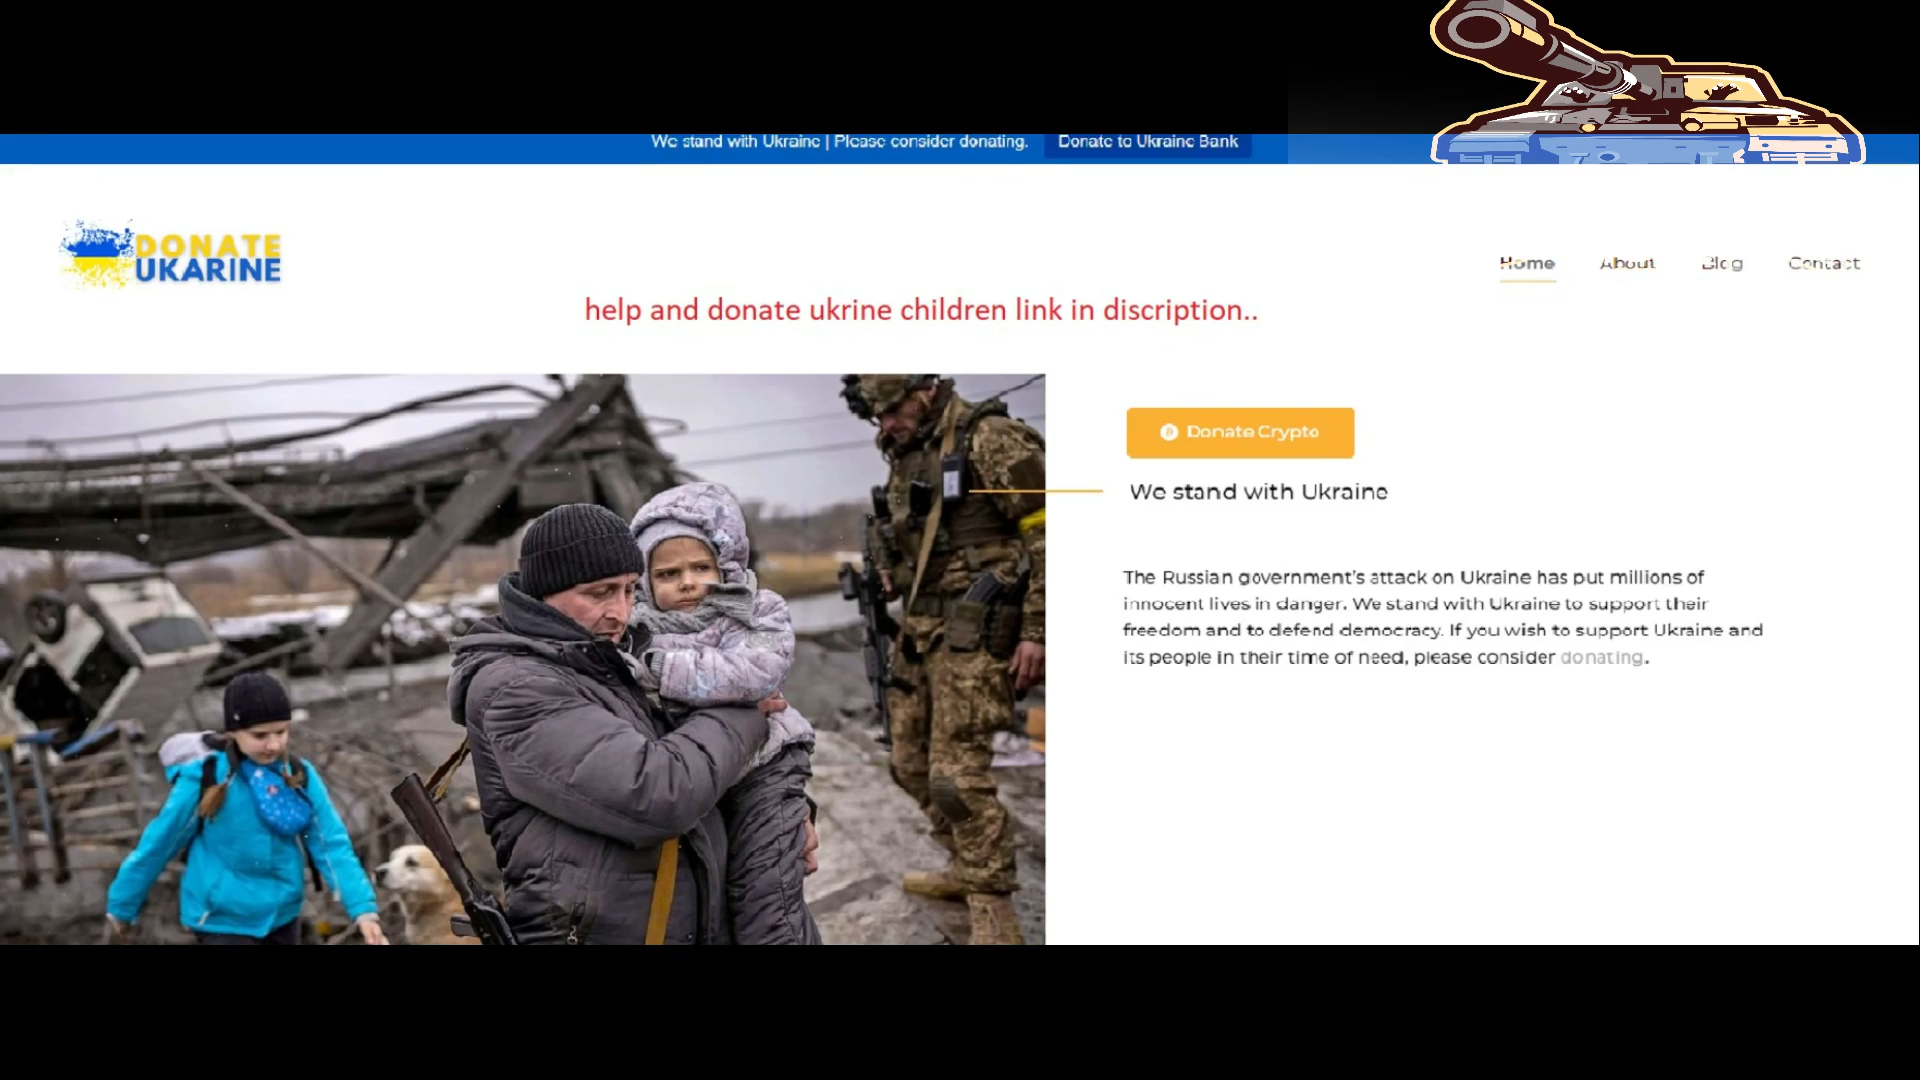 We stand with Ukraine | Please consider donating. Donate to Ukraine Bank
DONATE
UKARINE
Home About Blog Contact
help and donate ukrine children link in discription..
Donate Crypto
We stand with Ukraine
The Russian government's attack on Ukraine has put millions of
innocent lives in danger. We stand with Ukraine to support their
freedom and to defend democracy. If you wish to support Ukraine and
its people in their time of need, please consider donating.